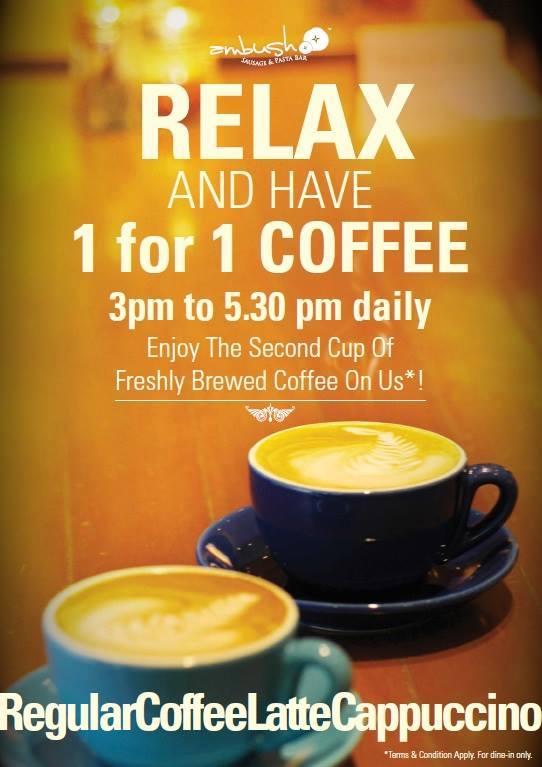 ambush
SAUSAGE & PASTA BAR
RELAX
AND HAVE
1 for 1 COFFEE
3pm to 5.30 pm daily
Enjoy The Second Cup Of
Freshly Brewed Coffee On Us*!
RegularCoffeeLatteCappuccino
*Terms & Condition Apply. For dine-in only.